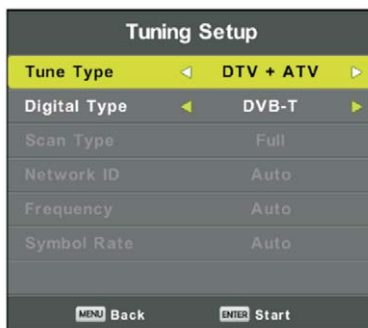 Tuning Setup
Tune Type DTV + ATV
Digital Type DVB-T
Scan Type Full
Network ID Auto
Frequency Auto
Symbol Rate Auto
MENU Back ENTER Start